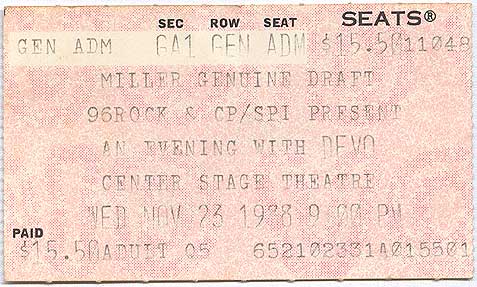 SEC ROW SEAT SEATS®
GEN ADM GA1 GEN ADM $15.50 11048
MILLER GENUINE DRAFT
96ROCK & CP/SPI PRESENT
AN EVENING WITH DEVO
CENTER STAGE THEATRE
WED NOV 23 1988 9:00 PM
PAID
$15.50 ADULT 05 652102331A015501